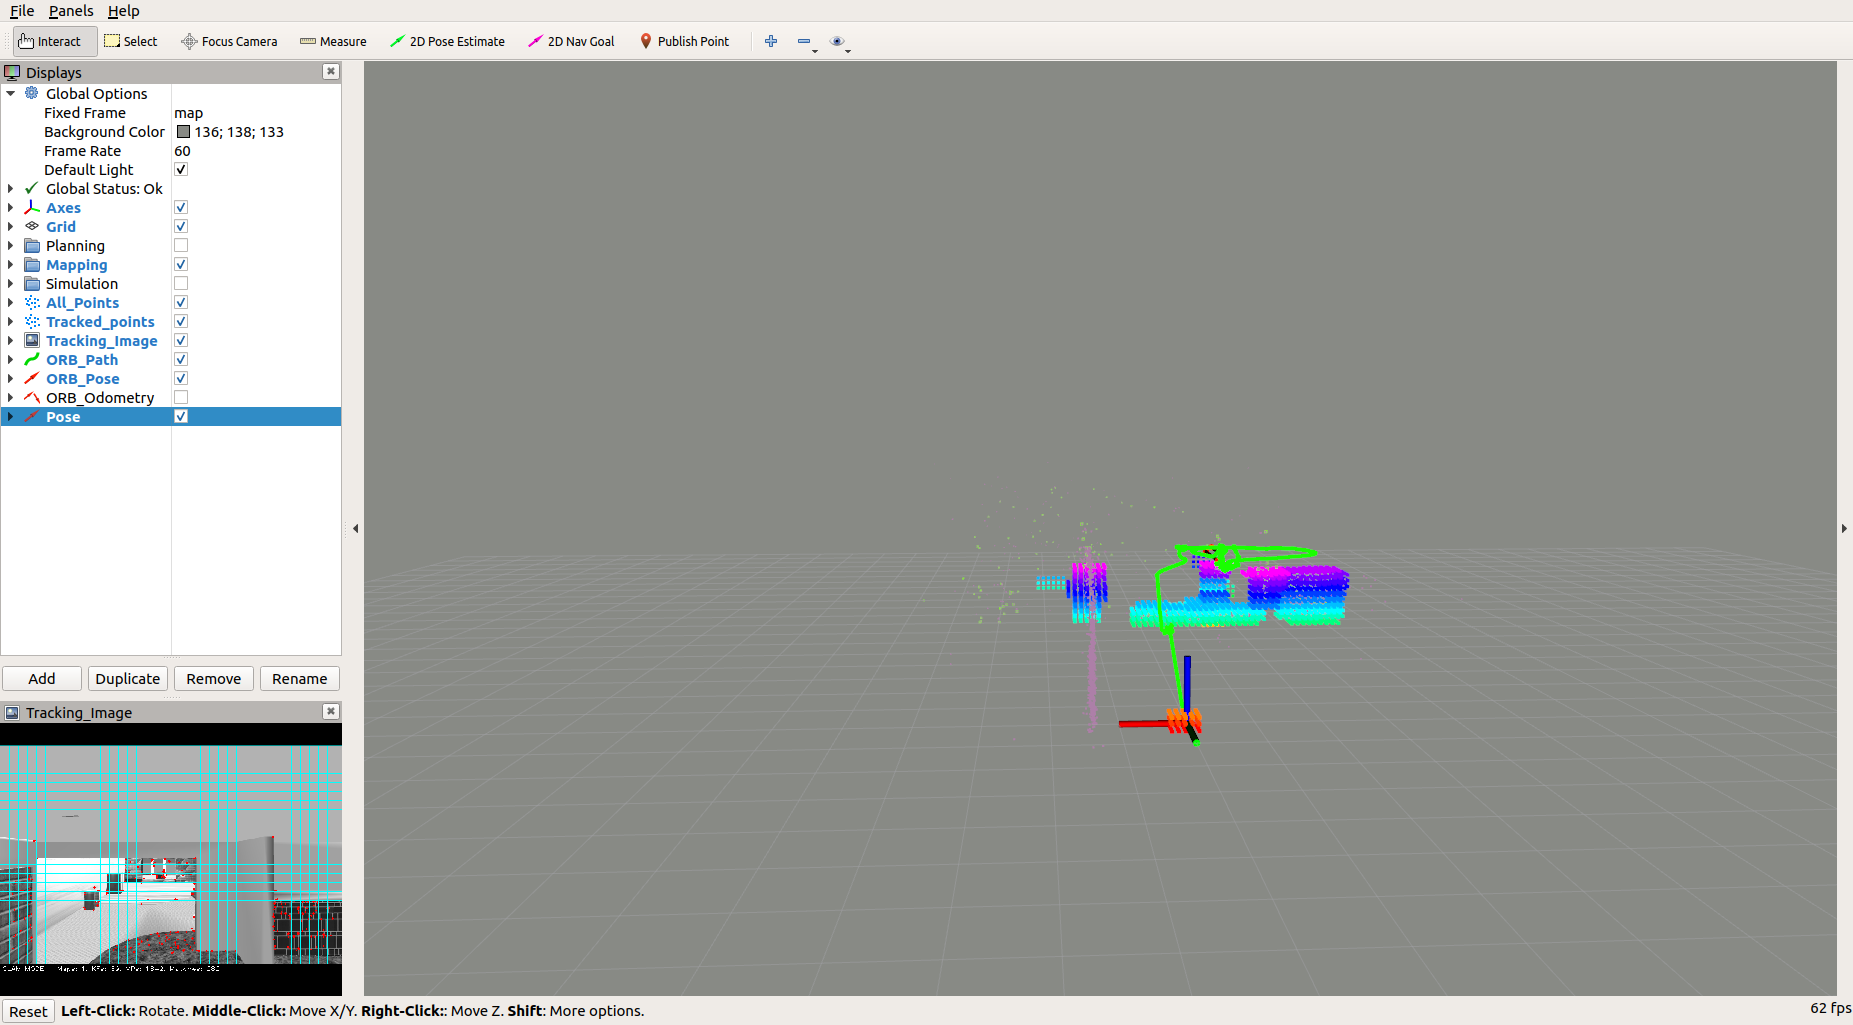 File Panels Help
Interact Select Focus Camera Measure 2D Pose Estimate 2D Nav Goal Publish Point
Displays
Global Options
Fixed Frame map
Background Color 136; 138; 133
Frame Rate 60
Default Light
Global Status: Ok
Axes
Grid
Planning
Mapping
Simulation
All_Points
Tracked_points
Tracking_Image
ORB_Path
ORB_Pose
ORB_Odometry
Pose
Add Duplicate Remove Rename
Tracking_Image
SLAM MODE
Reset Left-Click: Rotate. Middle-Click: Move X/Y. Right-Click:: Move Z. Shift: More options. 62 fps